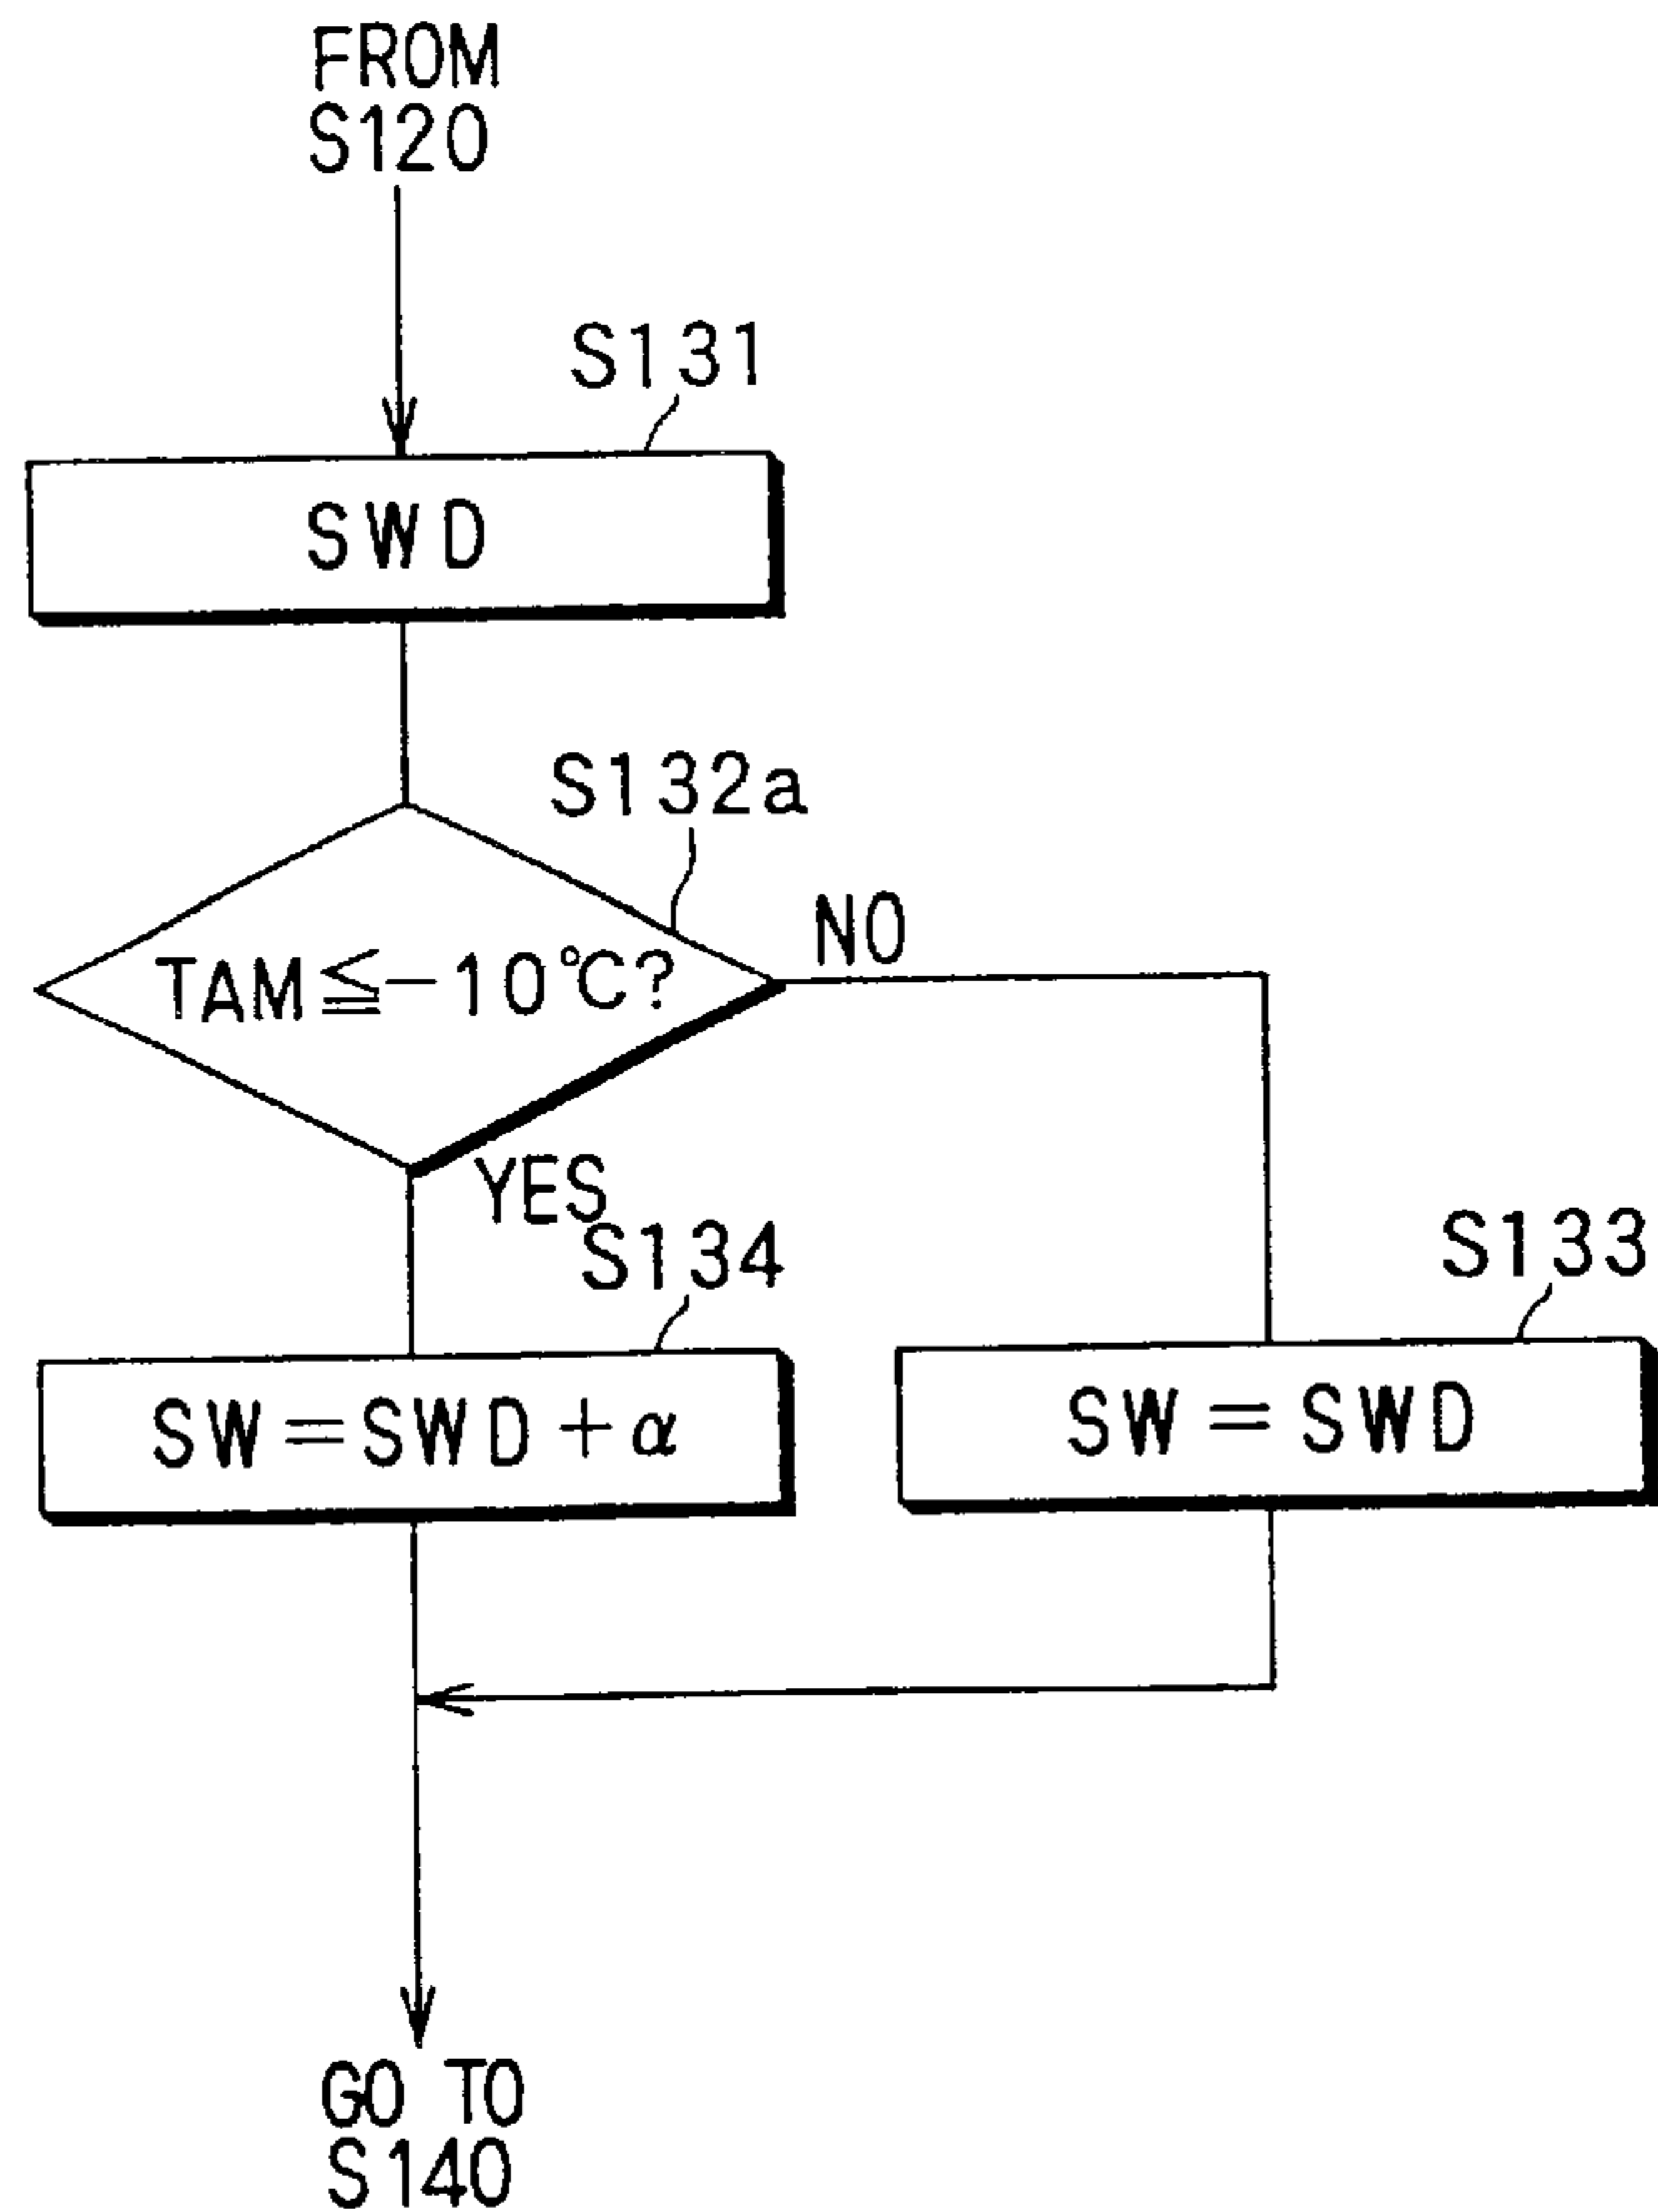 FROM
S120
S131
SWD
S132a
NO
TAM≦-10℃?
YES
S134
S133
SW=SWD+α
SW=SWD
GO TO
S140